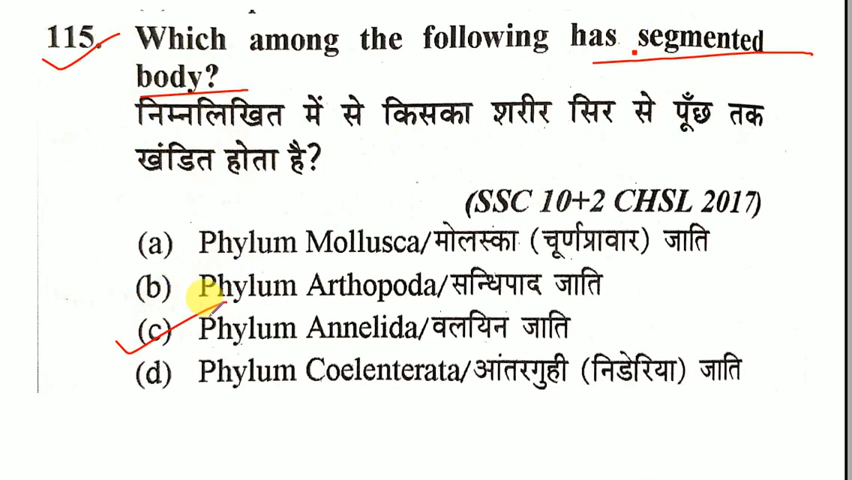 115. Which among the following has segmented
body?
निम्नलिखित में से किसका शरीर सिर से पूँछ तक
खंडित होता है?
(SSC 10+2 CHSL 2017)
(a) Phylum Mollusca/मोलस्का (चूर्णप्रावार) जाति
(b) Phylum Arthopoda/सन्धिपाद जाति
(c) Phylum Annelida/वलयिन जाति
(d) Phylum Coelenterata/आंतरगुही (निडेरिया) जाति